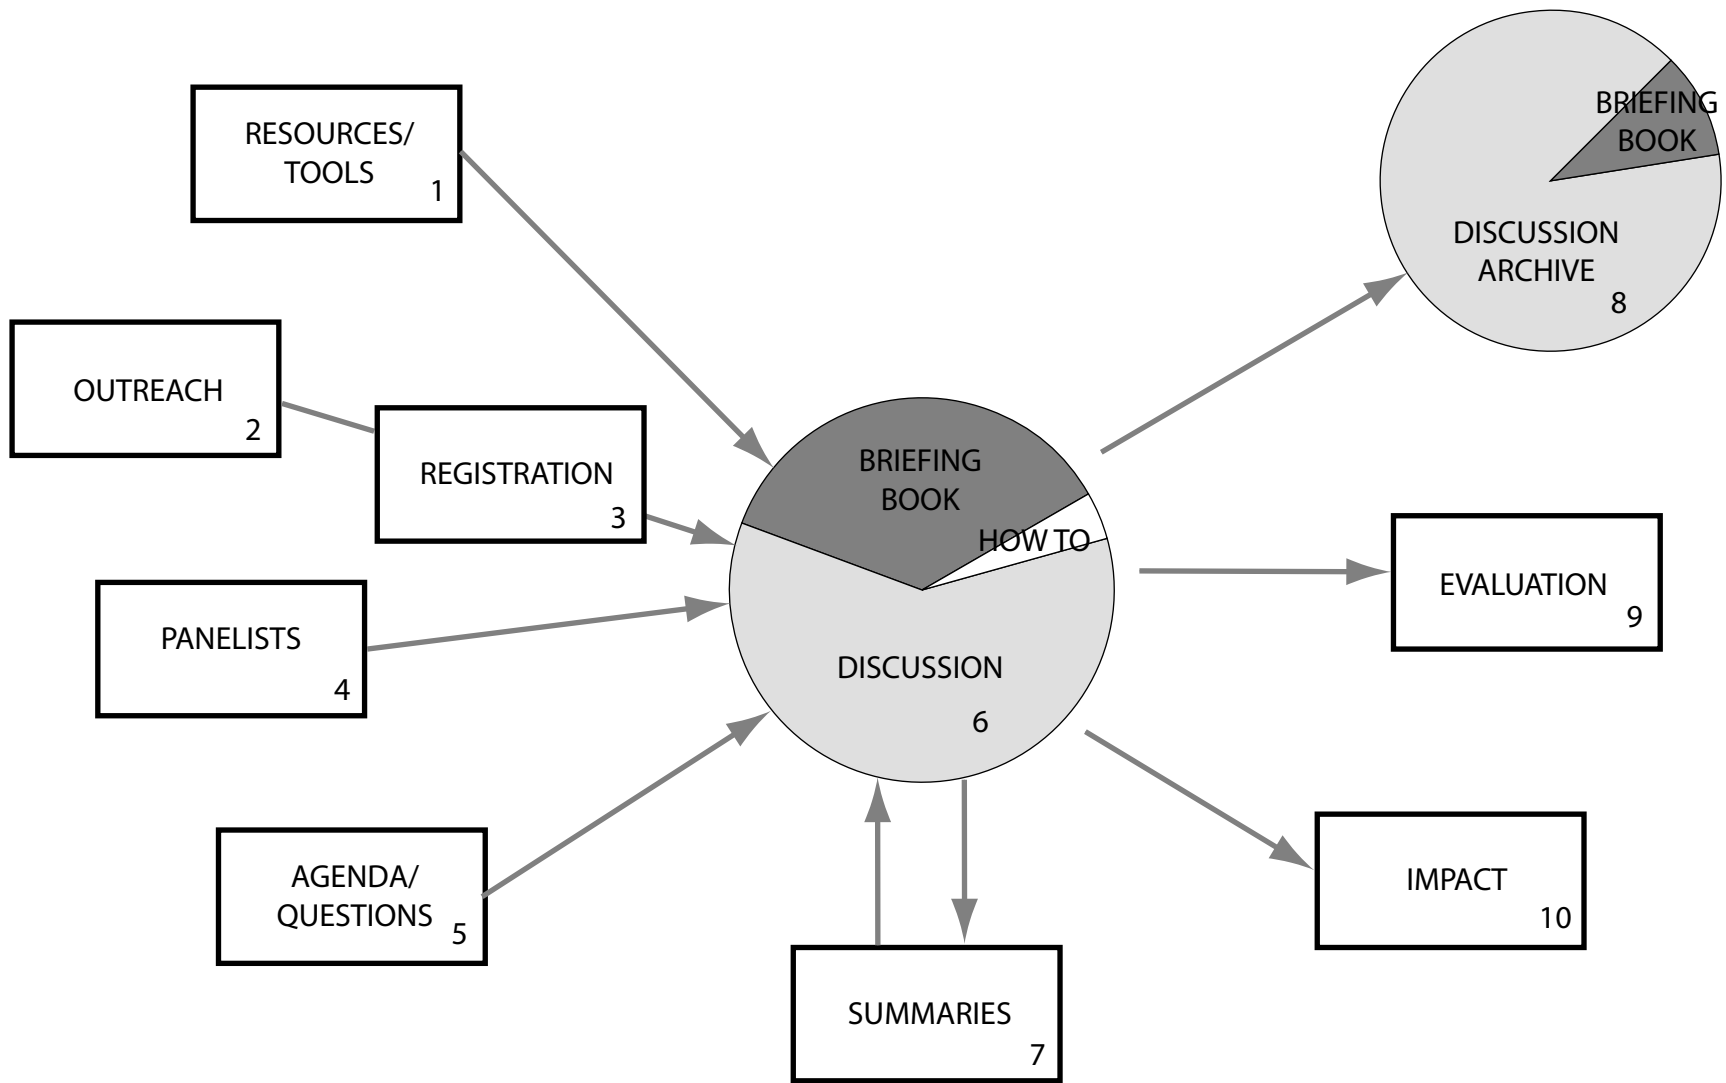 RESOURCES/
TOOLS
1
OUTREACH
2
REGISTRATION
3
PANELISTS
4
AGENDA/
QUESTIONS
5
BRIEFING
BOOK
HOW TO
DISCUSSION
6
SUMMARIES
7
BRIEFING
BOOK
DISCUSSION
ARCHIVE
8
EVALUATION
9
IMPACT
10